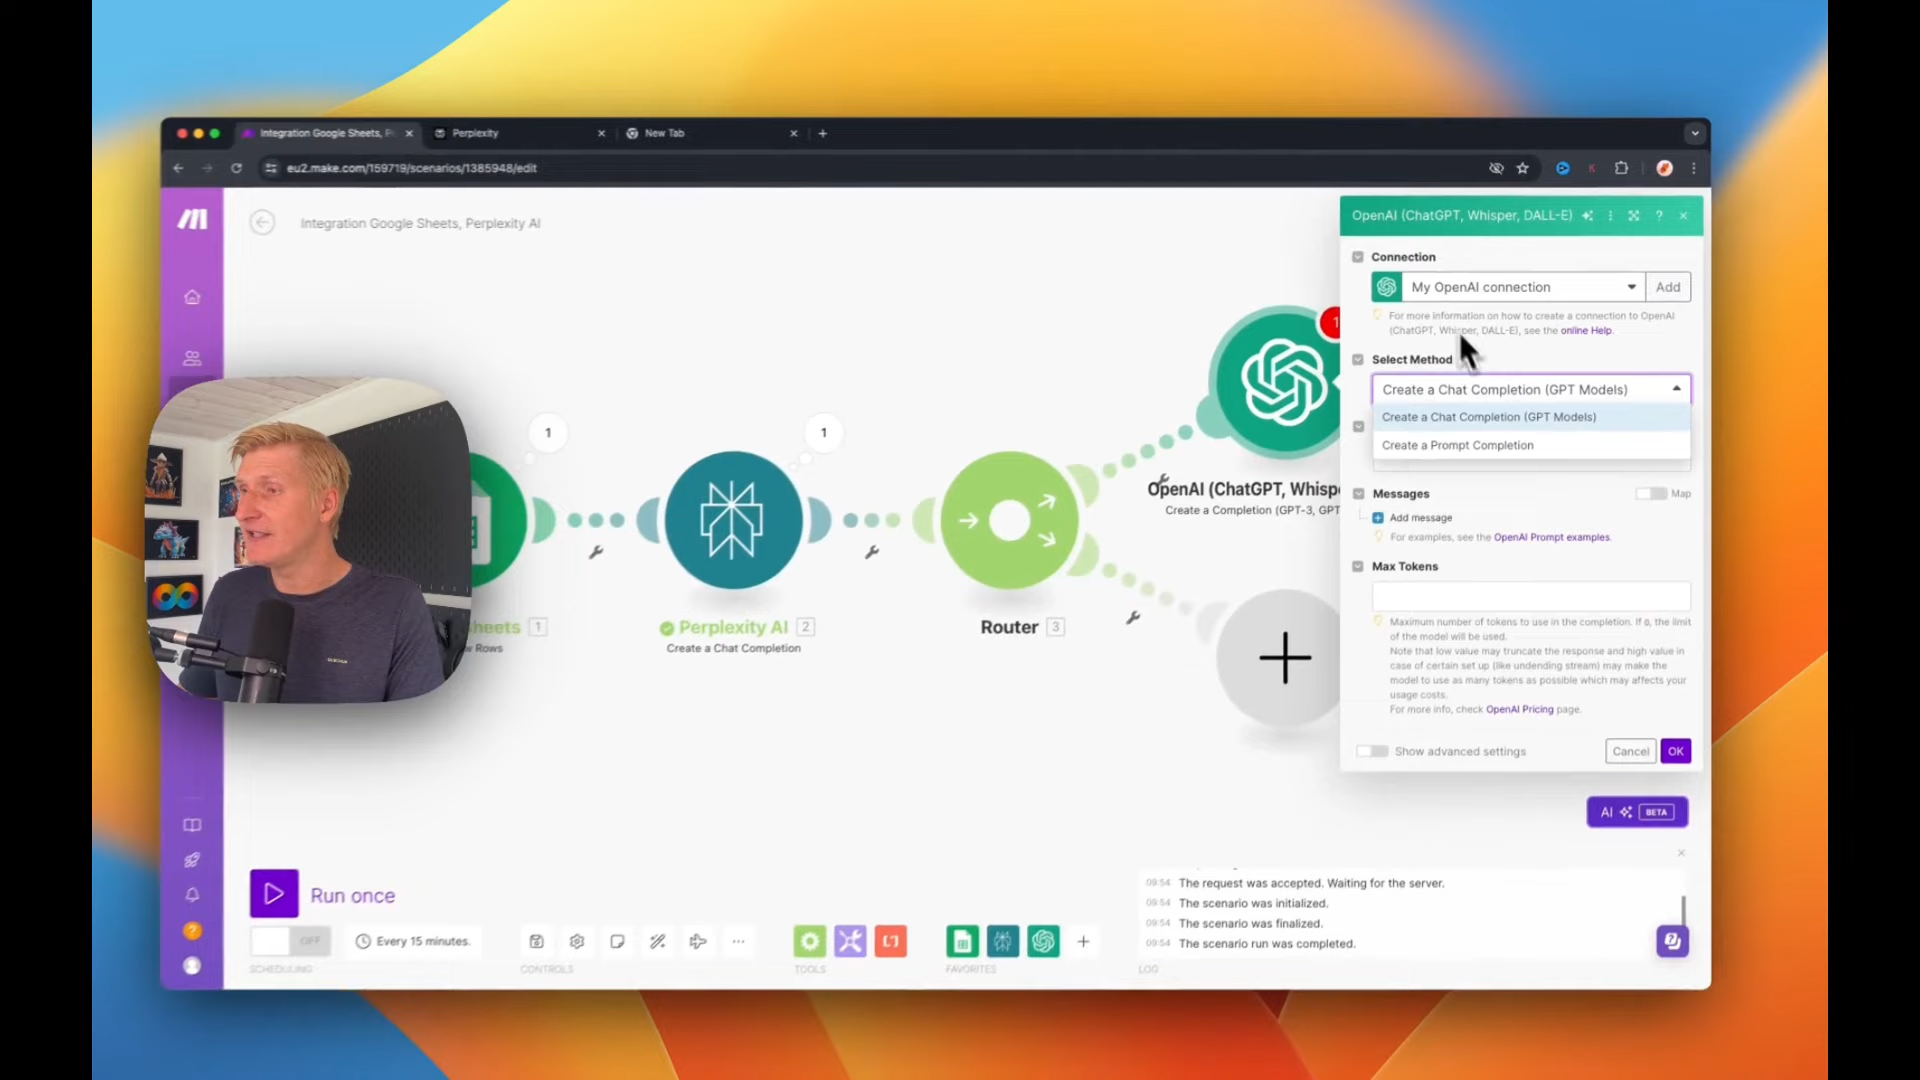 Integration Google Sheets, P
Perplexity
New Tab
eu2.make.com/159719/scenarios/1385948/edit
Integration Google Sheets, Perplexity AI
OpenAI (ChatGPT, Whisper, DALL-E)
Connection
My OpenAI connection
Add
For more information on how to create a connection to OpenAI
(ChatGPT, Whisper, DALL-E), see the online Help.
Select Method
Create a Chat Completion (GPT Models)
Create a Chat Completion (GPT Models)
Create a Prompt Completion
Messages
Map
Add message
For examples, see the OpenAI Prompt examples.
Max Tokens
Maximum number of tokens to use in the completion. If 0, the limit
of the model will be used.
Note that low value may truncate the response and high value in
case of certain set up (like undending stream) may make the
model to use as many tokens as possible which may affects your
usage costs.
For more info, check OpenAI Pricing page.
Show advanced settings
Cancel
OK
1
1
1
OpenAI (ChatGPT, Whispe
Create a Completion (GPT-3, GPT
heets 1
w Rows
Perplexity AI 2
Create a Chat Completion
Router 3
AI BETA
Run once
OFF
Every 15 minutes.
SCHEDULING
CONTROLS
TOOLS
FAVORITES
LOG
09:54 The request was accepted. Waiting for the server.
09:54 The scenario was initialized.
09:54 The scenario was finalized.
09:54 The scenario run was completed.